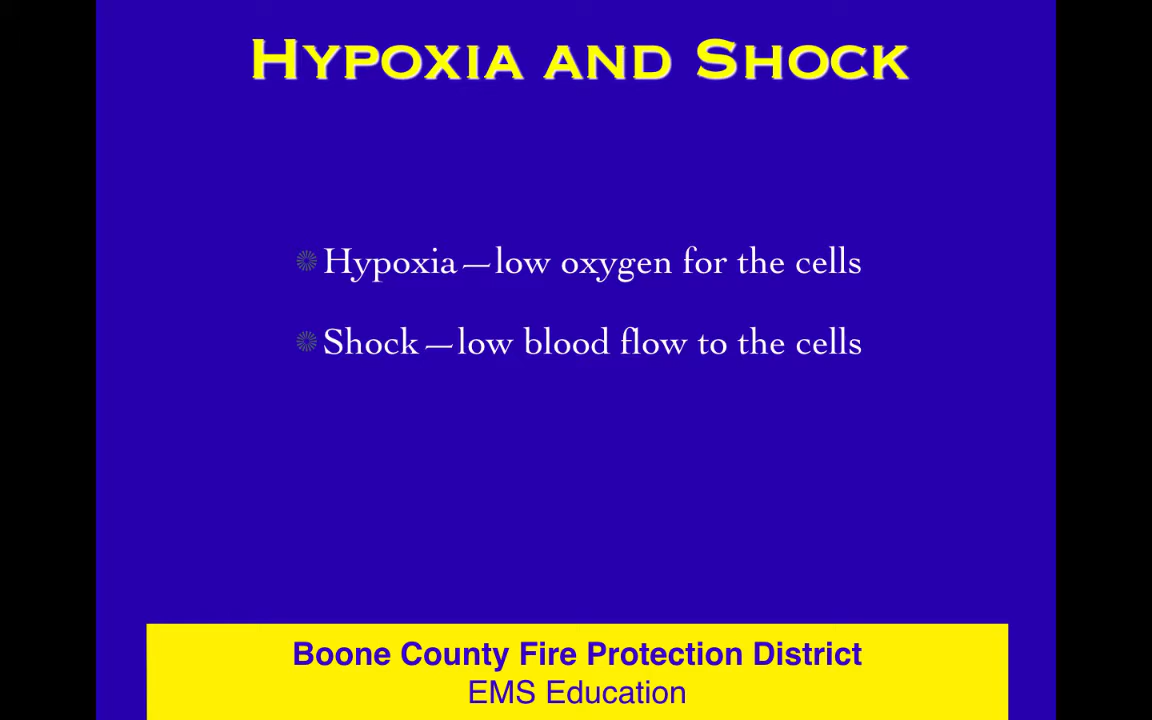 Hypoxia and Shock
Hypoxia—low oxygen for the cells
Shock—low blood flow to the cells
Boone County Fire Protection District
EMS Education